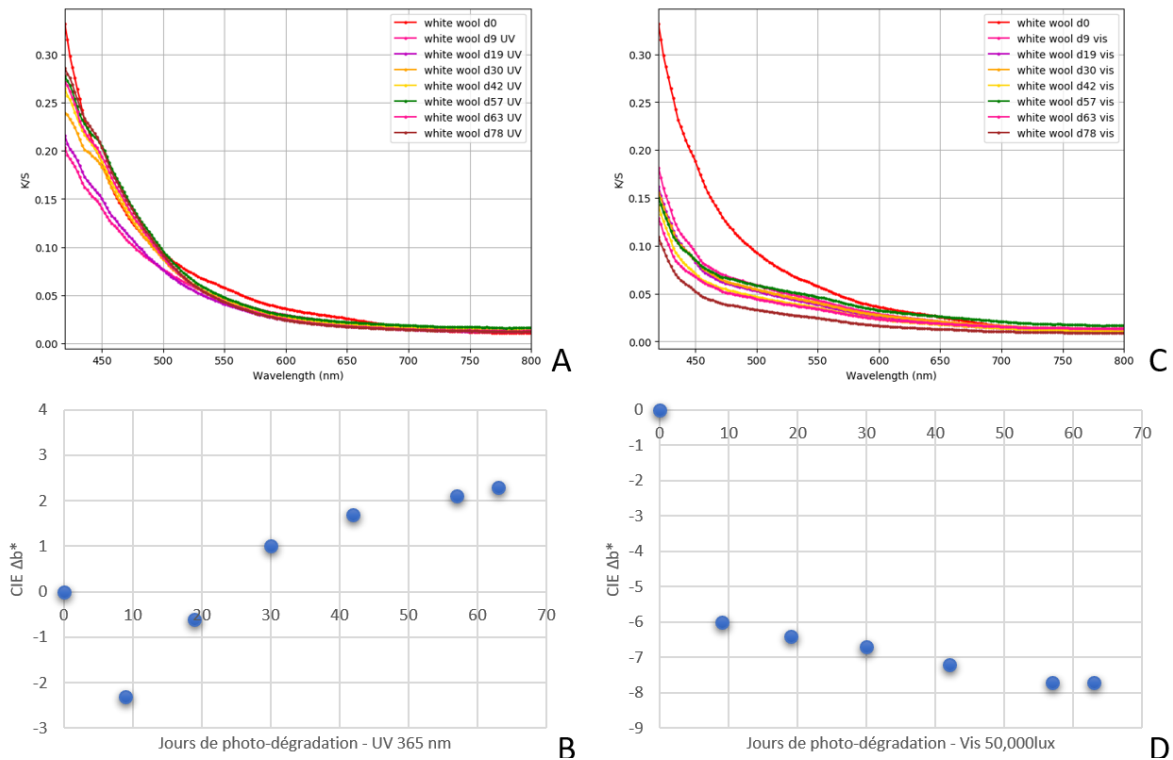 K/S
0.30
0.25
0.20
0.15
0.10
0.05
0.00
450
500
550
600
650
700
750
800
Wavelength (nm)
white wool d0
white wool d9 UV
white wool d19 UV
white wool d30 UV
white wool d42 UV
white wool d57 UV
white wool d63 UV
white wool d78 UV
A
K/S
0.30
0.25
0.20
0.15
0.10
0.05
0.00
450
500
550
600
650
700
750
800
Wavelength (nm)
white wool d0
white wool d9 vis
white wool d19 vis
white wool d30 vis
white wool d42 vis
white wool d57 vis
white wool d63 vis
white wool d78 vis
C
CIE Δb*
4
3
2
1
0
-1
-2
-3
0
10
20
30
40
50
60
70
Jours de photo-dégradation - UV 365 nm
B
CIE Δb*
0
-1
-2
-3
-4
-5
-6
-7
-8
-9
0
10
20
30
40
50
60
70
Jours de photo-dégradation - Vis 50,000lux
D